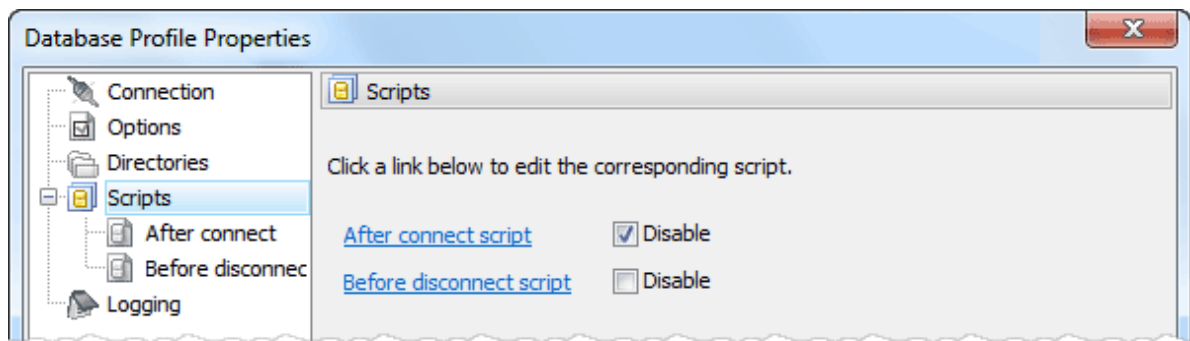 Database Profile Properties
Connection
Options
Directories
Scripts
After connect
Before disconnec
Logging
Scripts
Click a link below to edit the corresponding script.
After connect script Disable
Before disconnect script Disable